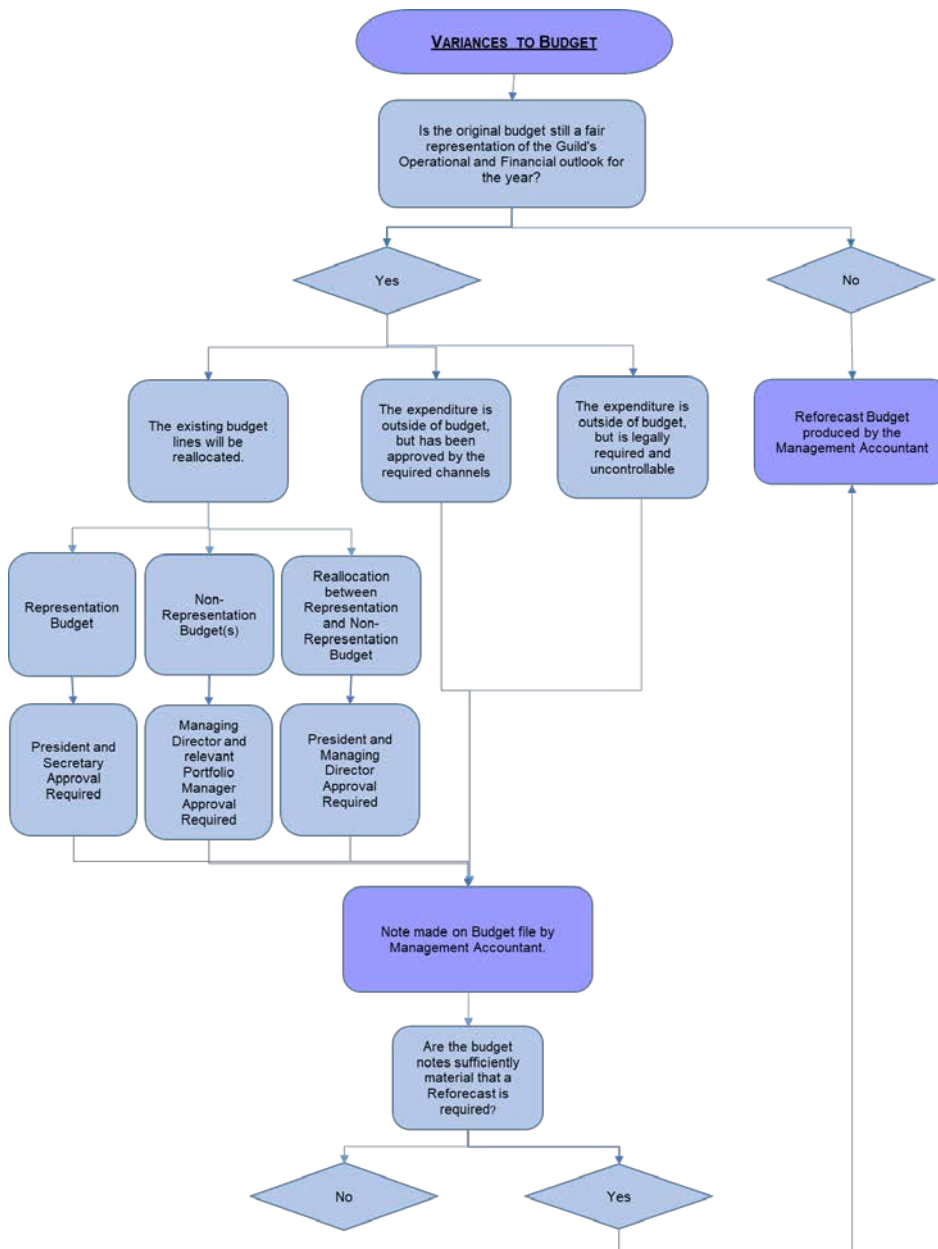 VARIANCES TO BUDGET
Is the original budget still a fair
representation of the Guild's
Operational and Financial outlook for
the year?
Yes
No
The existing budget
lines will be
reallocated.
The expenditure is
outside of budget,
but has been
approved by the
required channels
The expenditure is
outside of budget,
but is legally
required and
uncontrollable
Reforecast Budget
produced by the
Management Accountant
Representation
Budget
Non-
Representation
Budget(s)
Reallocation
between
Representation
and Non-
Representation
Budget
President and
Secretary
Approval
Required
Managing
Director and
relevant
Portfolio
Manager
Approval
Required
President and
Managing
Director
Approval
Required
Note made on Budget file by
Management Accountant.
Are the budget
notes sufficiently
material that a
Reforecast is
required?
No
Yes